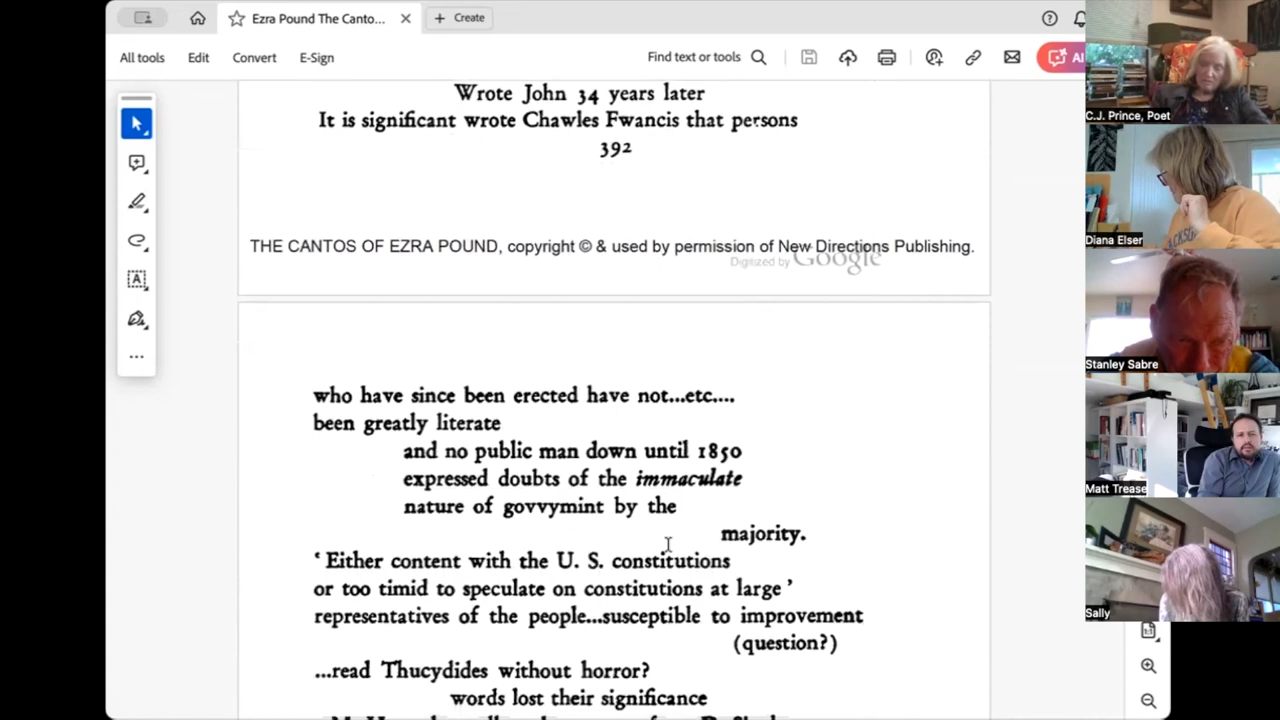 Ezra Pound The Canto...
Create
All tools
Edit
Convert
E-Sign
Find text or tools
AI
Wrote John 34 years later
It is significant wrote Chawles Fwancis that persons
392
THE CANTOS OF EZRA POUND, copyright © & used by permission of New Directions Publishing.
Digitized by Google
who have since been erected have not...etc....
been greatly literate
and no public man down until 1850
expressed doubts of the immaculate
nature of govvymint by the
majority.
‘ Either content with the U. S. constitutions
or too timid to speculate on constitutions at large ’
representatives of the people...susceptible to improvement
(question?)
...read Thucydides without horror?
words lost their significance
C.J. Prince, Poet
Diana Elser
Stanley Sabre
Matt Trease
Sally